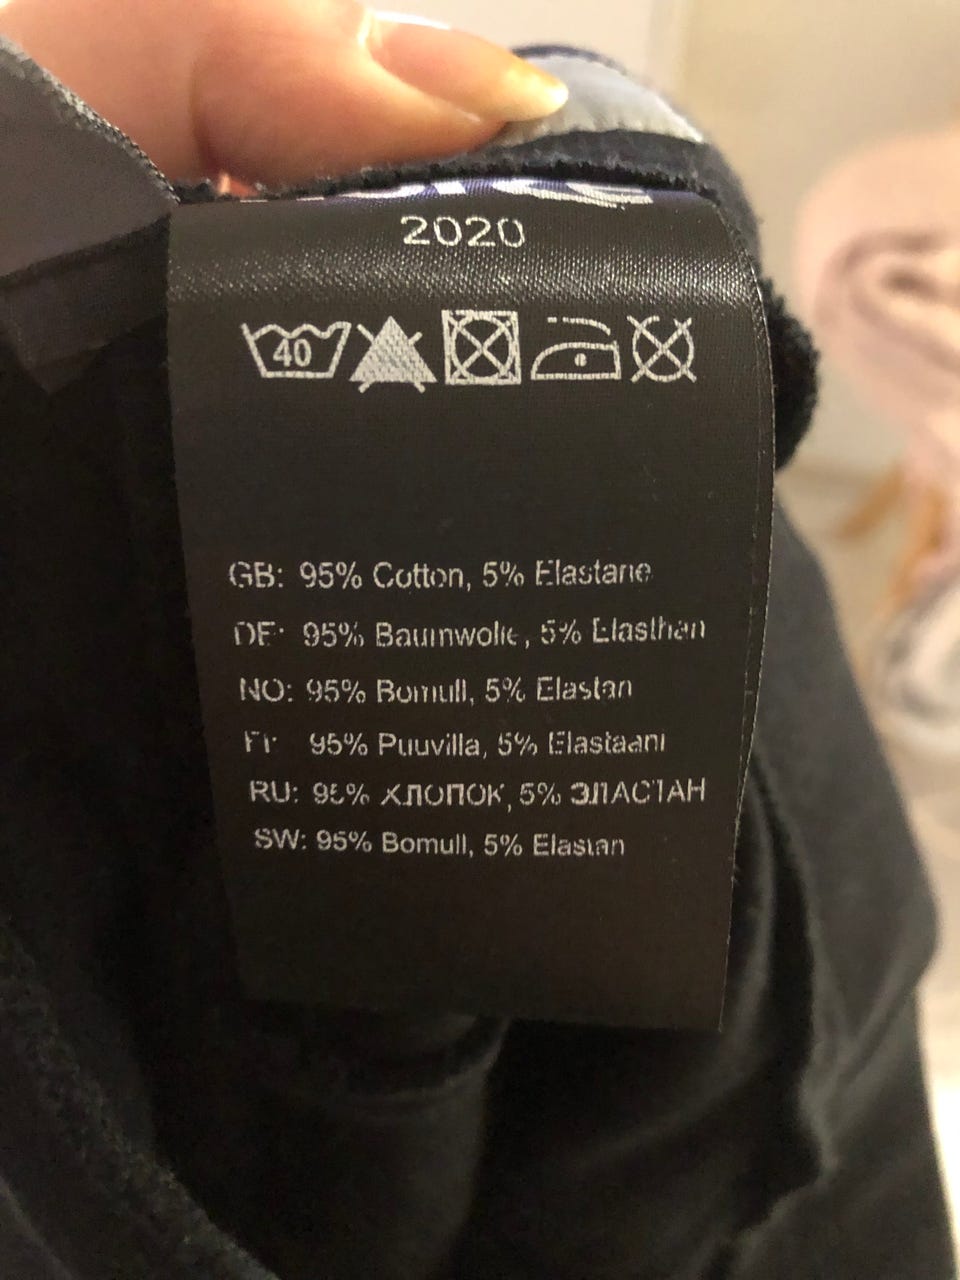 2020
40
GB: 95% Cotton, 5% Elastane
DE: 95% Baumwolle, 5% Elasthan
NO: 95% Bomull, 5% Elastan
FI: 95% Puuvilla, 5% Elastaani
RU: 95% ХЛОПОК, 5% ЭЛАСТАН
SW: 95% Bomull, 5% Elastan